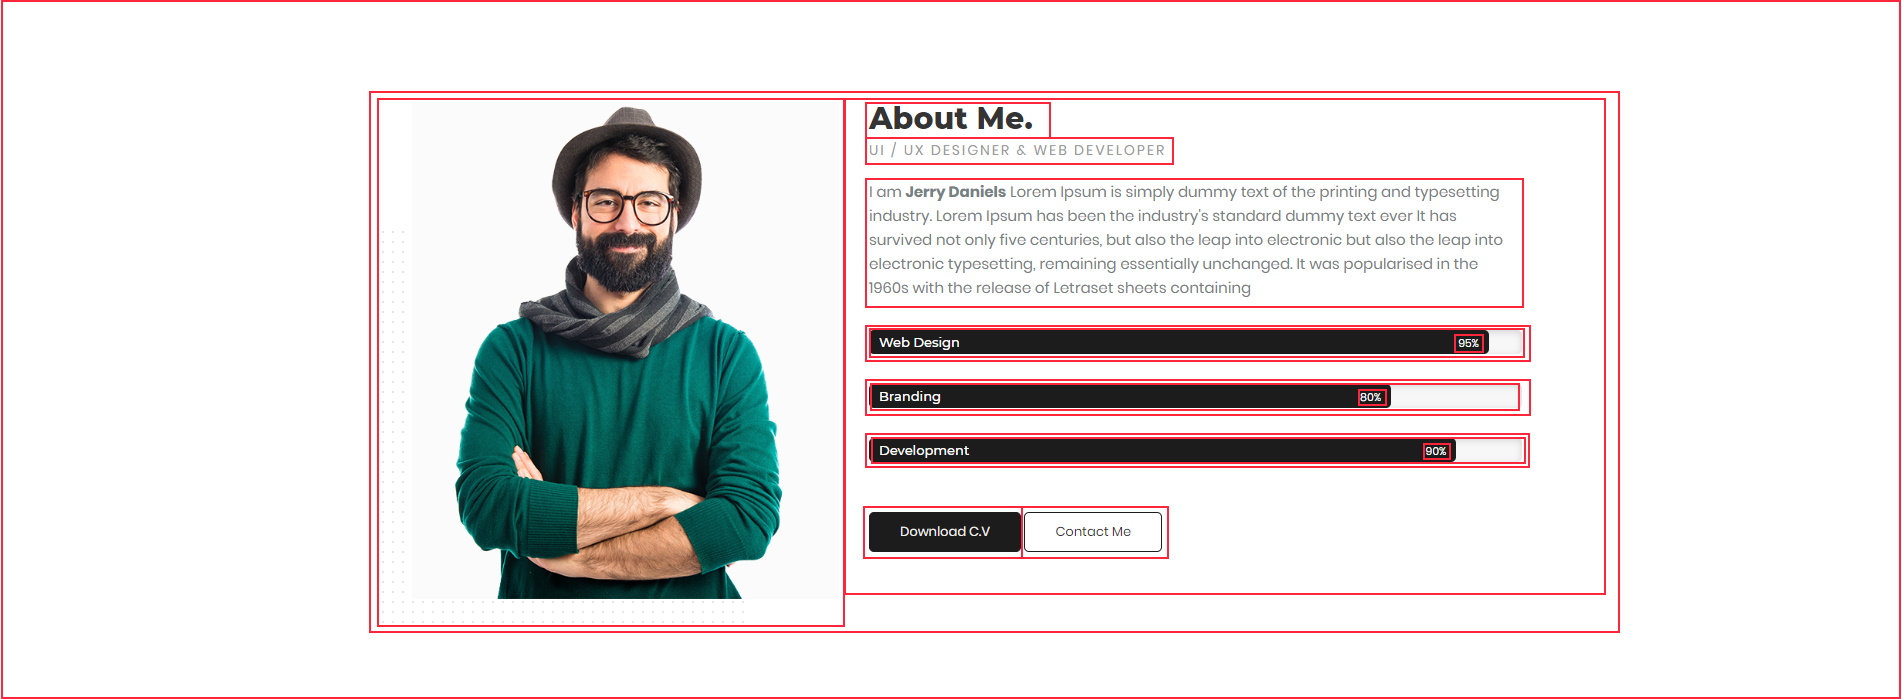 About Me.
UI / UX DESIGNER & WEB DEVELOPER
I am Jerry Daniels Lorem Ipsum is simply dummy text of the printing and typesetting
industry. Lorem Ipsum has been the industry's standard dummy text ever It has
survived not only five centuries, but also the leap into electronic but also the leap into
electronic typesetting, remaining essentially unchanged. It was popularised in the
1960s with the release of Letraset sheets containing
Web Design 95%
Branding 80%
Development 90%
Download C.V Contact Me